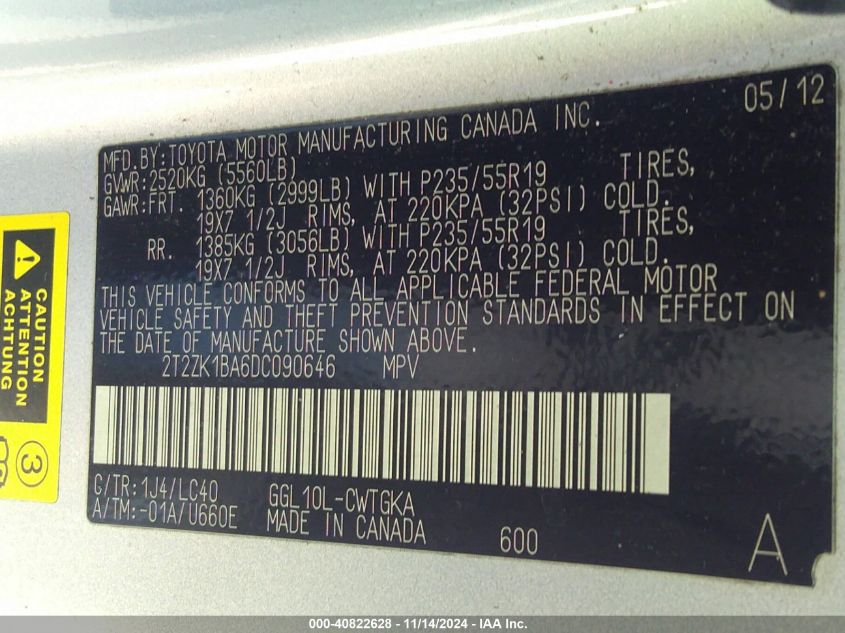 05/12
MFD. BY: TOYOTA MOTOR MANUFACTURING CANADA INC.
GVWR: 2520KG (5560LB)
GAWR: FRT. 1360KG (2999LB) WITH P235/55R19 TIRES,
19X7 1/2J RIMS, AT 220KPA (32PSI) COLD.
RR. 1385KG (3056LB) WITH P235/55R19 TIRES,
19X7 1/2J RIMS, AT 220KPA (32PSI) COLD.
THIS VEHICLE CONFORMS TO ALL APPLICABLE FEDERAL MOTOR
VEHICLE SAFETY AND THEFT PREVENTION STANDARDS IN EFFECT ON
THE DATE OF MANUFACTURE SHOWN ABOVE.
2T2ZK1BA6DC090646 MPV
C/TR: 1J4/LC40 GGL10L-CWTGKA
A/TM: -01A/U660E MADE IN CANADA
600
A
CAUTION
ATTENTION
ACHTUNG
3
000-40822628 - 11/14/2024 - IAA Inc.